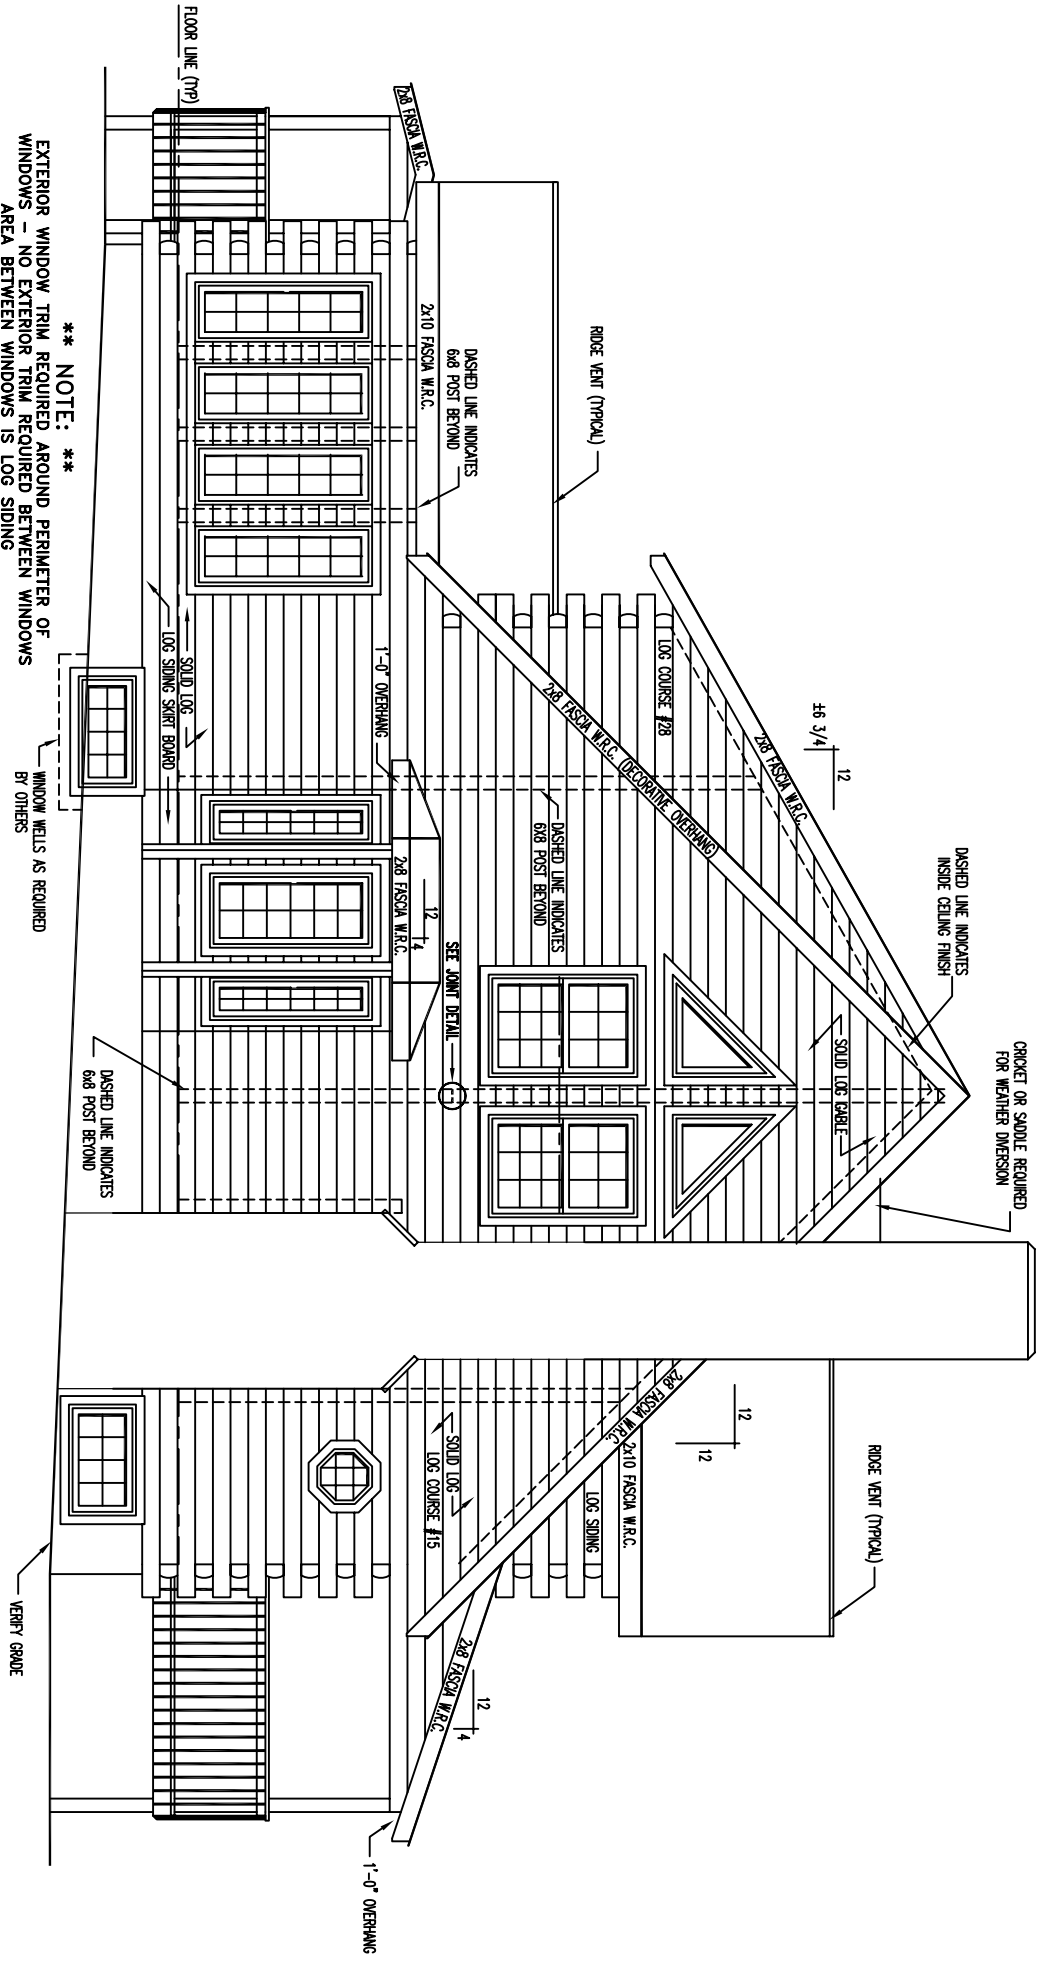 CRICKET OR SADDLE REQUIRED
FOR WEATHER DIVERSION
DASHED LINE INDICATES
INSIDE CEILING FINISH
RIDGE VENT (TYPICAL)
12
±6 3/4
2x8 FASCIA W.R.C.
SOLID LOG GABLE
12
12
LOG COURSE #28
2x8 FASCIA W.R.C. (DECORATIVE OVERHANG)
2x8 FASCIA W.R.C.
2x10 FASCIA W.R.C.
RIDGE VENT (TYPICAL)
LOG SIDING
DASHED LINE INDICATES
6X8 POST BEYOND
DASHED LINE INDICATES
6x8 POST BEYOND
2x10 FASCIA W.R.C.
2x8 FASCIA W.R.C.
SEE JOINT DETAIL
SOLID LOG
LOG COURSE #15
12
4
2x8 FASCIA W.R.C.
12
4
2x8 FASCIA W.R.C.
1'-0" OVERHANG
1'-0" OVERHANG
FLOOR LINE (TYP)
SOLID LOG
LOG SIDING SKIRT BOARD
DASHED LINE INDICATES
6x8 POST BEYOND
WINDOW WELLS AS REQUIRED
BY OTHERS
VERIFY GRADE
** NOTE: **
EXTERIOR WINDOW TRIM REQUIRED AROUND PERIMETER OF
WINDOWS - NO EXTERIOR TRIM REQUIRED BETWEEN WINDOWS
AREA BETWEEN WINDOWS IS LOG SIDING